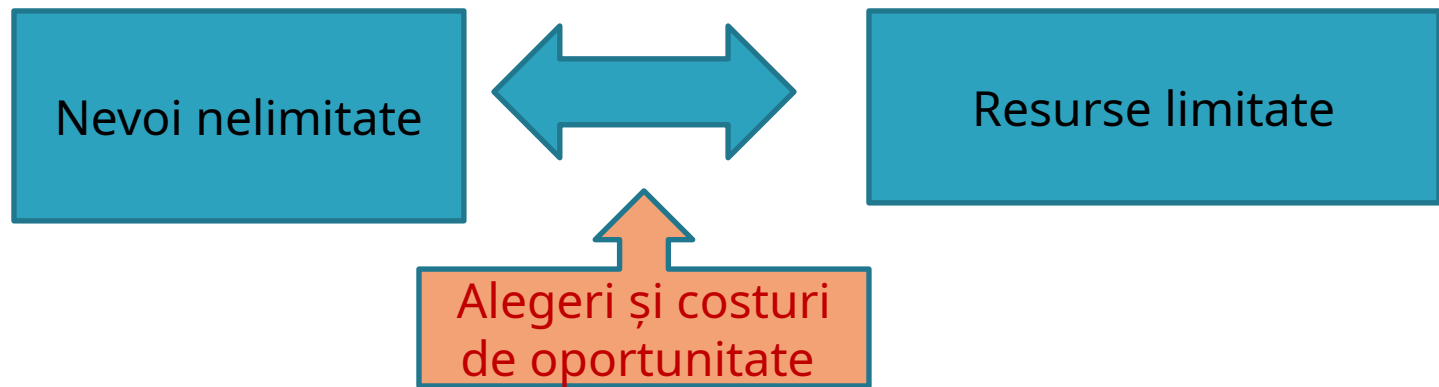 Nevoi nelimitate
Resurse limitate
Alegeri și costuri
de oportunitate